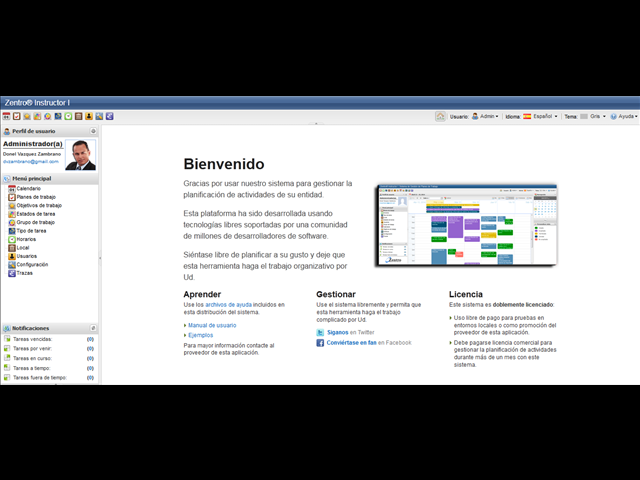 Zentro® Instructor |
Usuario: Admin
Idioma: Español
Tema: Gris
Ayuda
Perfil de usuario
Administrador(a)
Donel Vazquez Zambrano
dvzambrano@gmail.com
Menú principal
Calendario
Planes de trabajo
Objetivos de trabajo
Estados de tarea
Grupo de tarea
Tipo de tarea
Horarios
Local
Usuarios
Configuración
Trazas
Notificaciones
Tareas vencidas: (0)
Tareas por venir: (0)
Tareas en curso: (0)
Tareas a tiempo: (0)
Tareas fuera de tiempo: (0)
Bienvenido
Gracias por usar nuestro sistema para gestionar la
planificación de actividades de su entidad.
Esta plataforma ha sido desarrollada usando
tecnologías libres soportadas por una comunidad
de millones de desarrolladores de software.
Siéntase libre de planificar a su gusto y deje que
esta herramienta haga el trabajo organizativo por
Ud.
Aprender
Use los archivos de ayuda incluidos en
esta distribución del sistema.
Manual de usuario
Ejemplos
Para mayor información contacte al
proveedor de esta aplicación.
Gestionar
Use el sistema libremente y permita que
esta herramienta haga el trabajo
complicado por Ud.
Síganos en Twitter
Conviértase en fan en Facebook
Licencia
Este sistema es doblemente licenciado:
Uso libre de pago para pruebas en
entornos locales o como promoción del
proveedor de esta aplicación.
Debe pagarse licencia comercial para
gestionar la planificación de actividades
durante más de un mes con este
sistema.